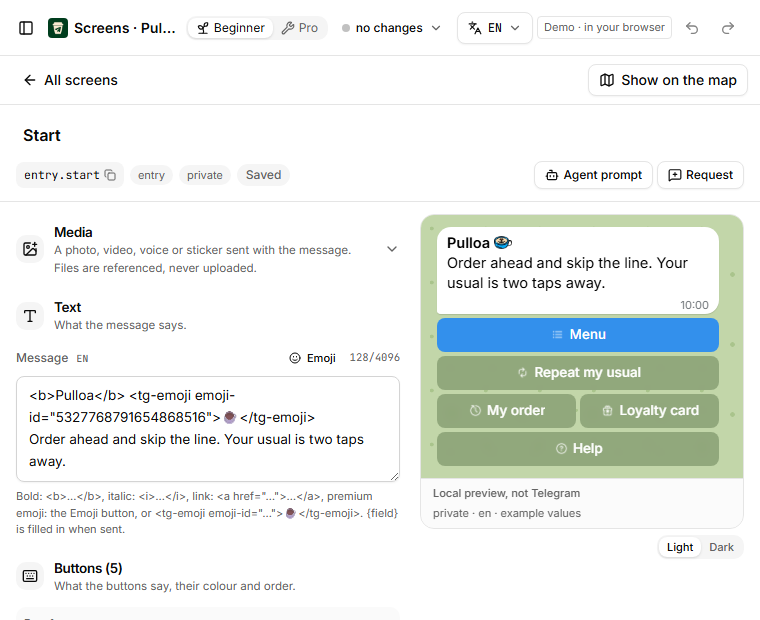 Screens · Pul...
Beginner
Pro
no changes
EN
Demo · in your browser
All screens
Show on the map
Start
entry.start
entry
private
Saved
Agent prompt
Request
Media
A photo, video, voice or sticker sent with the message.
Files are referenced, never uploaded.
Text
What the message says.
Message EN
Emoji
128/4096
<b>Pulloa</b> <tg-emoji emoji-
id="5327768791654868516"></tg-emoji>
Order ahead and skip the line. Your usual is two taps
away.
Bold: <b>...</b>, italic: <i>...</i>, link: <a href="...">...</a>, premium
emoji: the Emoji button, or <tg-emoji emoji-id="..."></tg-emoji>. {field}
is filled in when sent.
Buttons (5)
What the buttons say, their colour and order.
Pulloa
Order ahead and skip the line. Your
usual is two taps away.
10:00
Menu
Repeat my usual
My order
Loyalty card
Help
Local preview, not Telegram
private · en · example values
Light
Dark